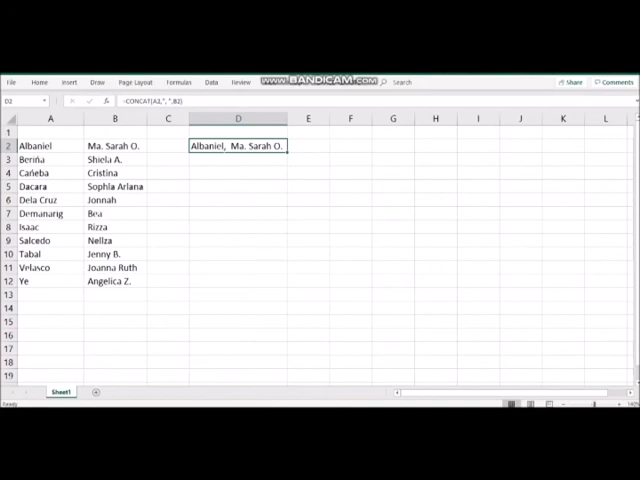 WWW.BANDICAM.COM
File Home Insert Draw Page Layout Formulas Data Review Search Share Comments
D2 fx =CONCAT(A2,", ",B2)
A B C D E F G H I J K L
1
2 Albaniel Ma. Sarah O. Albaniel, Ma. Sarah O.
3 Beriña Shiela A.
4 Cañeba Cristina
5 Dacara Sophia Ariana
6 Dela Cruz Jonnah
7 Demanarig Bea
8 Isaac Rizza
9 Salcedo Nellza
10 Tabal Jenny B.
11 Velasco Joanna Ruth
12 Ye Angelica Z.
13
14
15
16
17
18
19
Sheet1
Ready